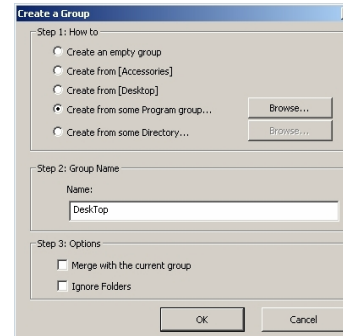 Create a Group
Step 1: How to
Create an empty group
Create from [Accessories]
Create from [Desktop]
Create from some Program group...
Browse...
Create from some Directory...
Browse...
Step 2: Group Name
Name:
DeskTop
Step 3: Options
Merge with the current group
Ignore Folders
OK
Cancel